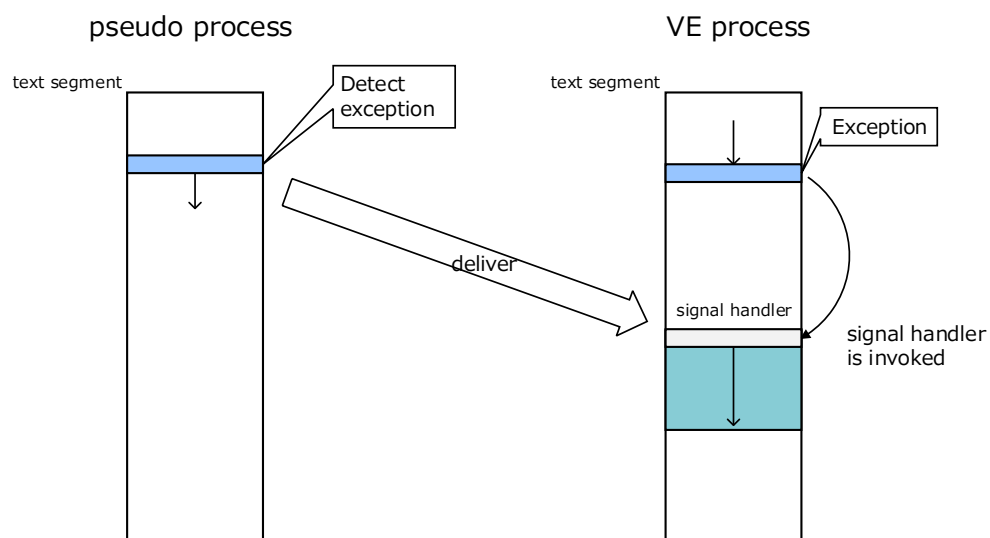 pseudo process
VE process
text segment
Detect
exception
text segment
Exception
deliver
signal handler
signal handler
is invoked